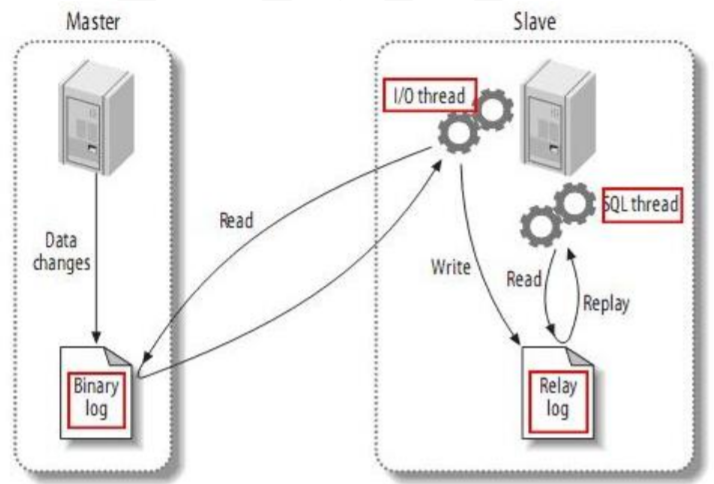 Master
Slave
I/O thread
SQL thread
Read
Data
changes
Write
Read
Replay
Binary
log
Relay
log